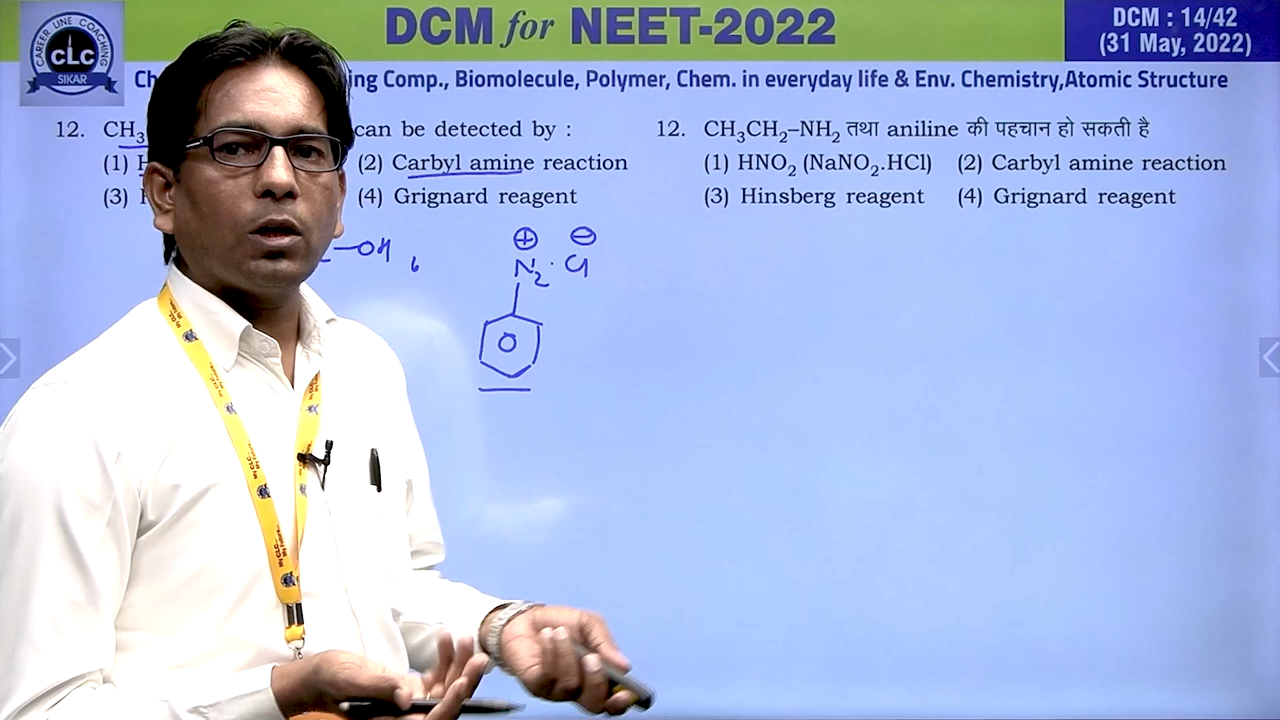 DCM for NEET-2022
DCM : 14/42
(31 May, 2022)
CAREER LINE COACHING
CLC
SIKAR
Comp., Biomolecule, Polymer, Chem. in everyday life & Env. Chemistry,Atomic Structure
12. CH₃ can be detected by :
(2) Carbyl amine reaction
(3) (4) Grignard reagent
12. CH₃CH₂–NH₂ तथा aniline की पहचान हो सकती है
(1) HNO₂ (NaNO₂.HCl) (2) Carbyl amine reaction
(3) Hinsberg reagent (4) Grignard reagent
—OH
⊕ ⊖
N₂ · Cl